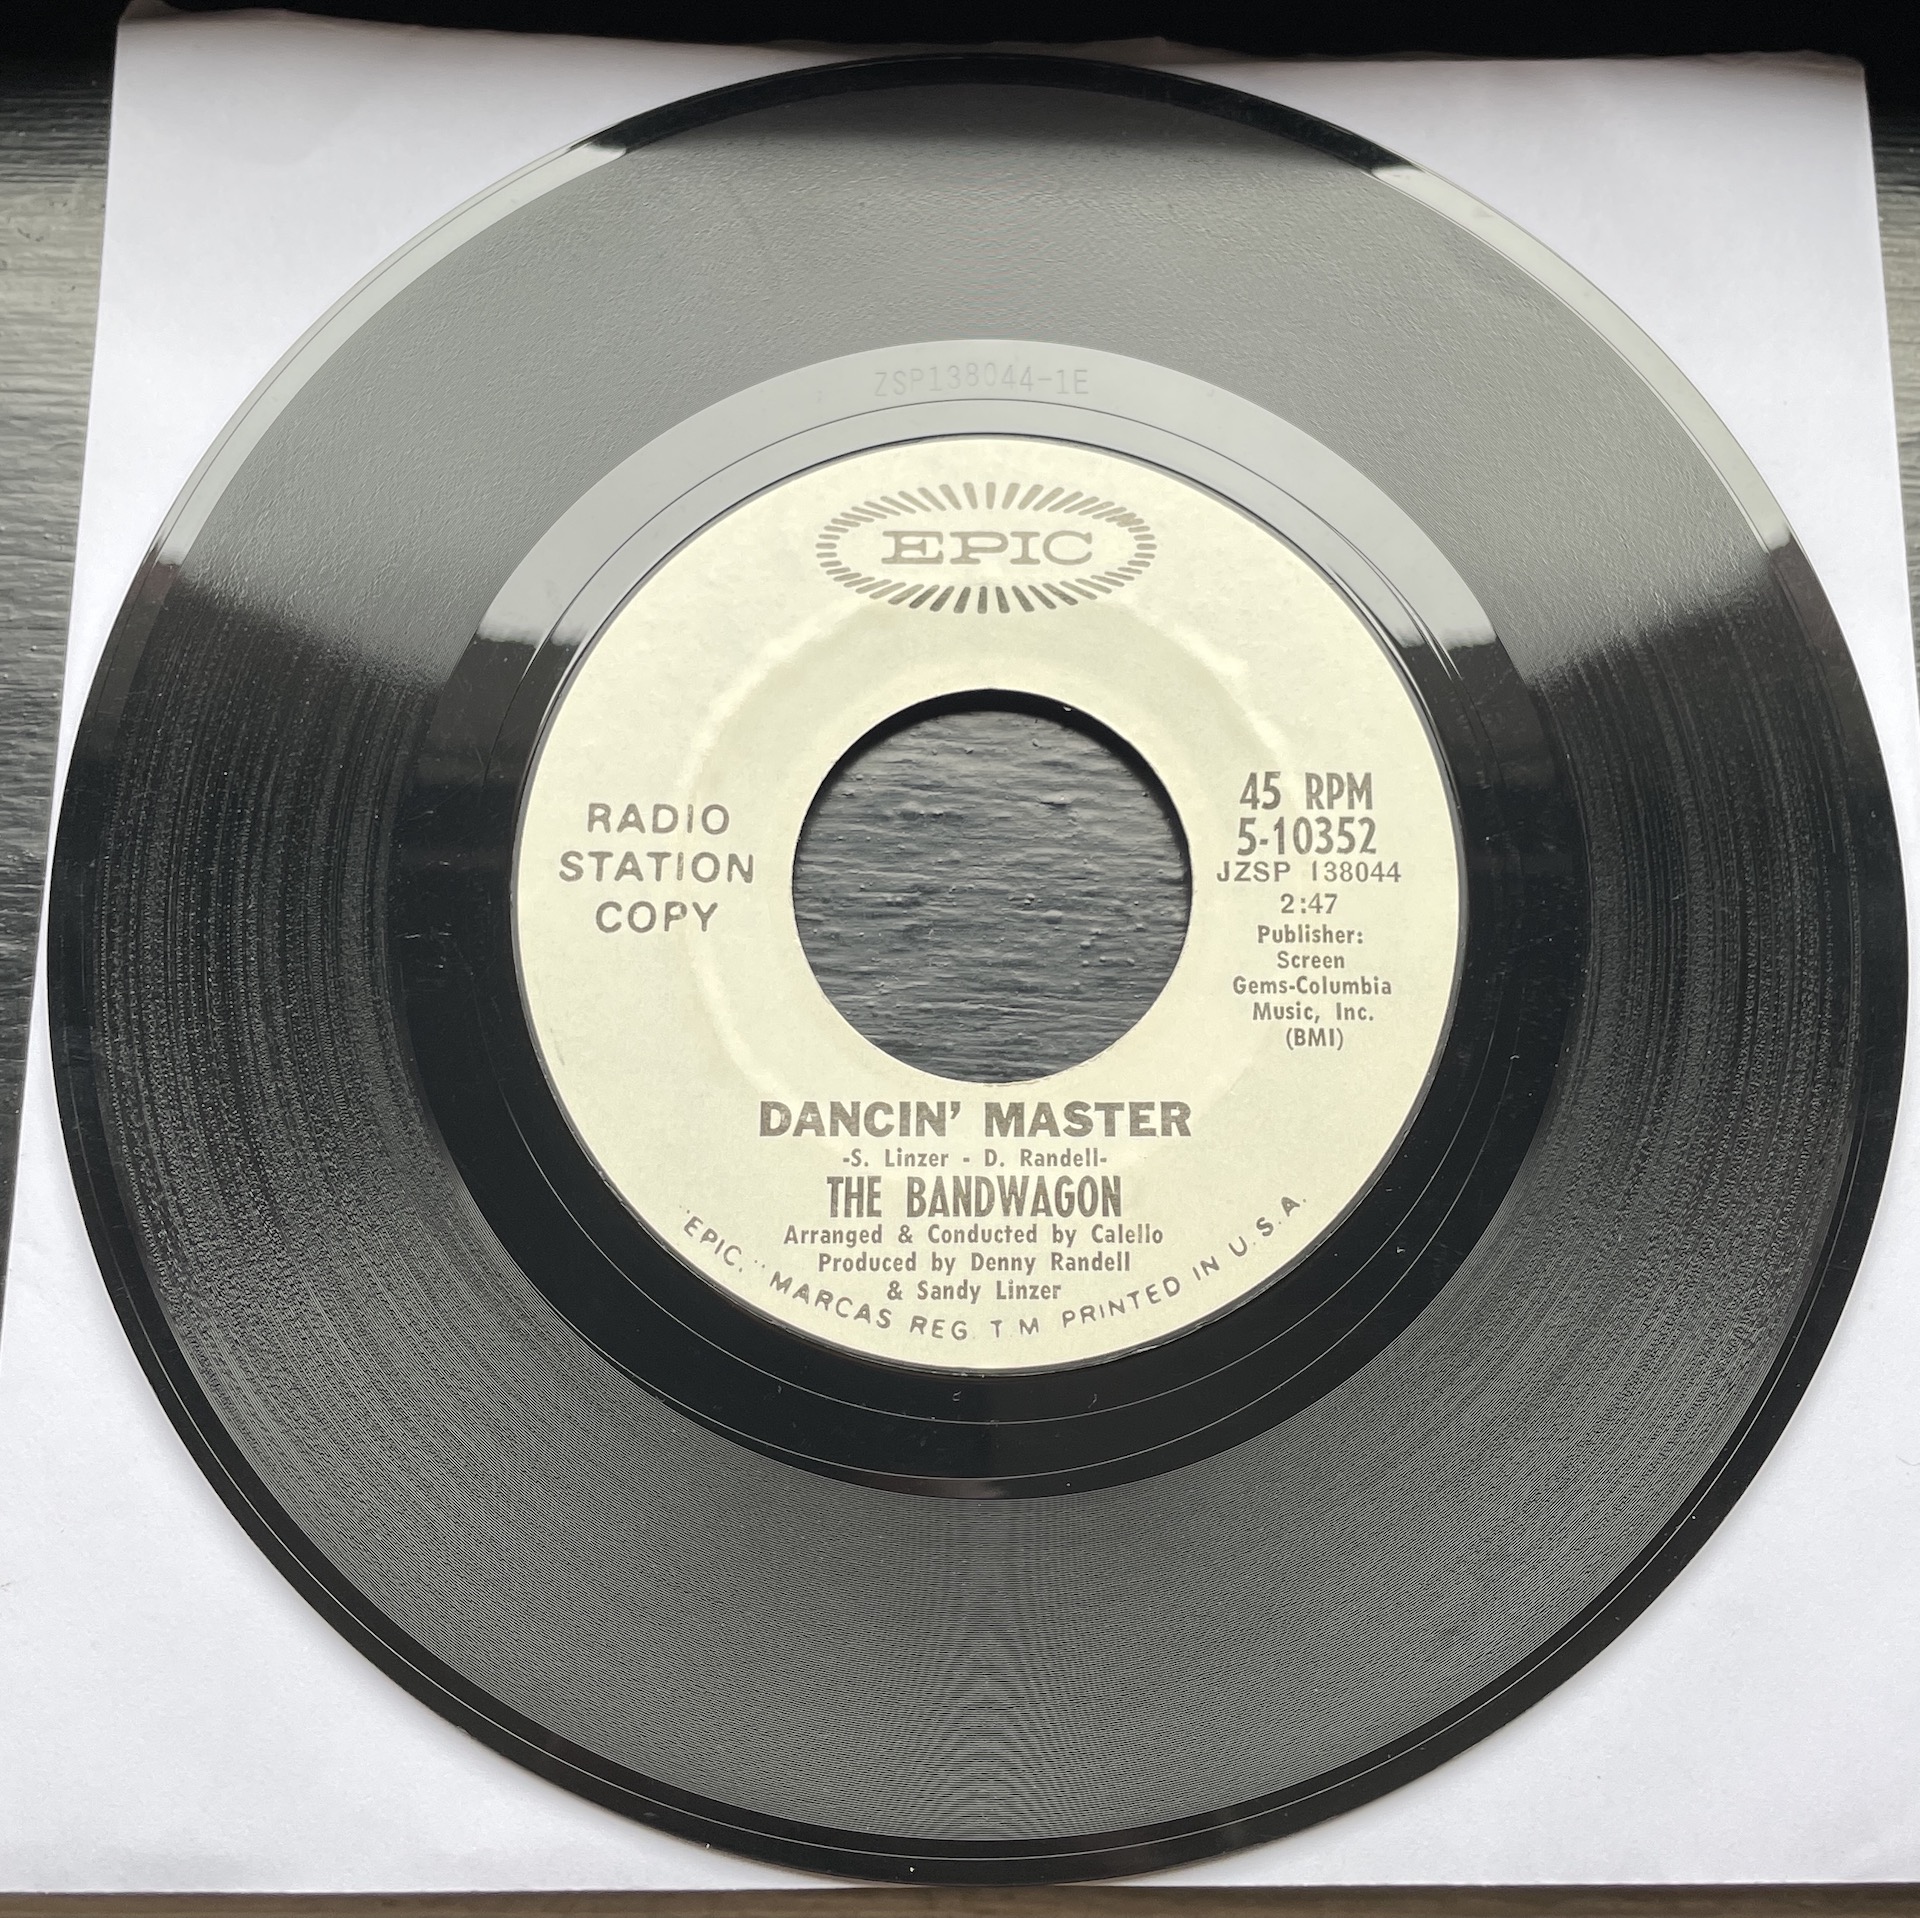 ZSP138044-1E
EPIC
RADIO
STATION
COPY
45 RPM
5-10352
JZSP 138044
2:47
Publisher:
Screen
Gems-Columbia
Music, Inc.
(BMI)
DANCIN' MASTER
-S. Linzer - D. Randell-
THE BANDWAGON
Arranged & Conducted by Calello
Produced by Denny Randell
& Sandy Linzer
"EPIC," MARCAS REG. T.M. PRINTED IN U.S.A.